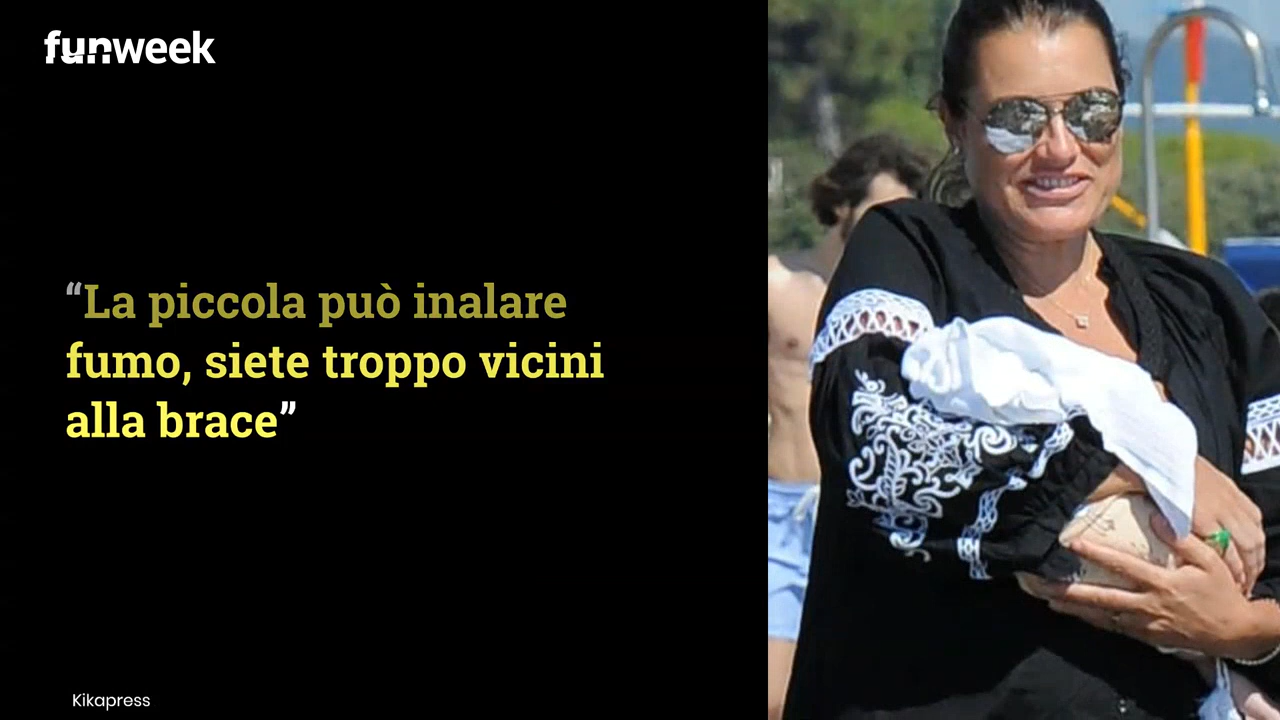 funweek
“La piccola può inalare
fumo, siete troppo vicini
alla brace”
Kikapress